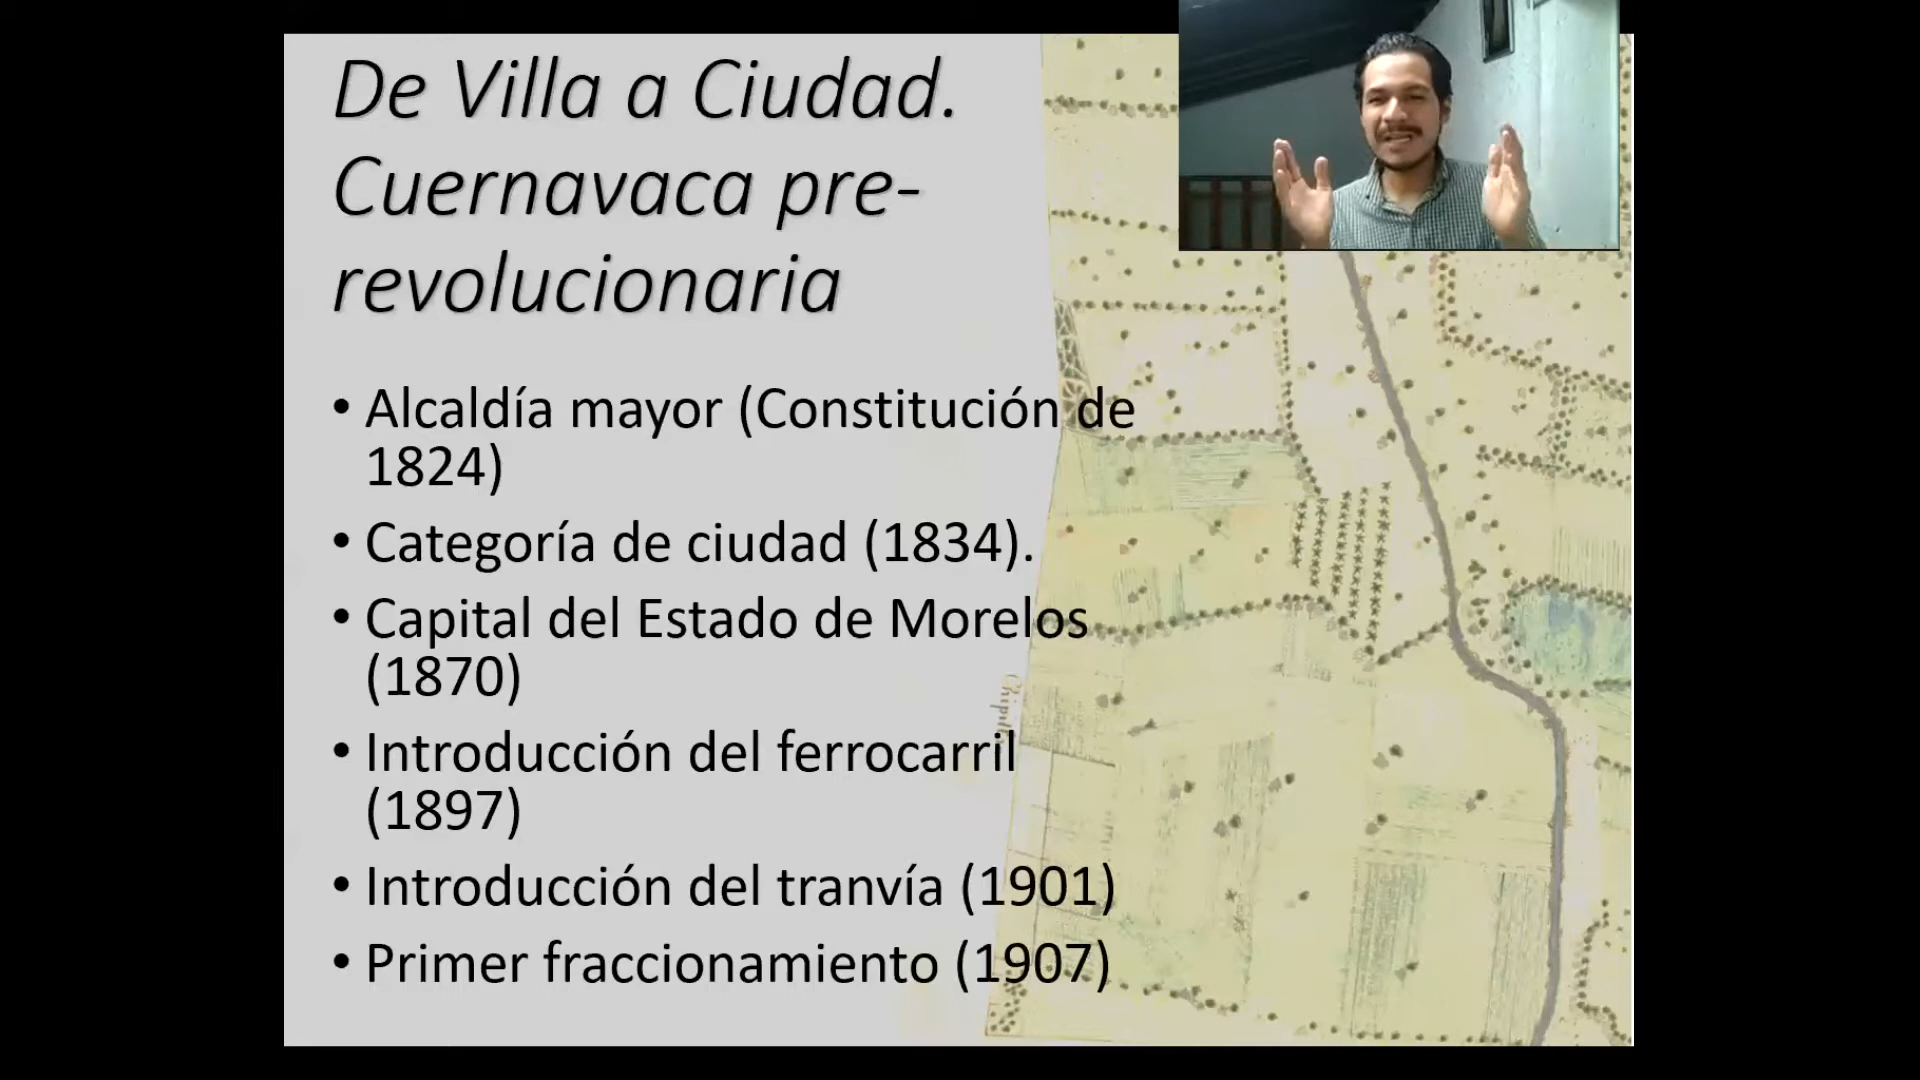 De Villa a Ciudad.
Cuernavaca pre-
revolucionaria
• Alcaldía mayor (Constitución de
1824)
• Categoría de ciudad (1834).
• Capital del Estado de Morelos
(1870)
• Introducción del ferrocarril
(1897)
• Introducción del tranvía (1901)
• Primer fraccionamiento (1907)